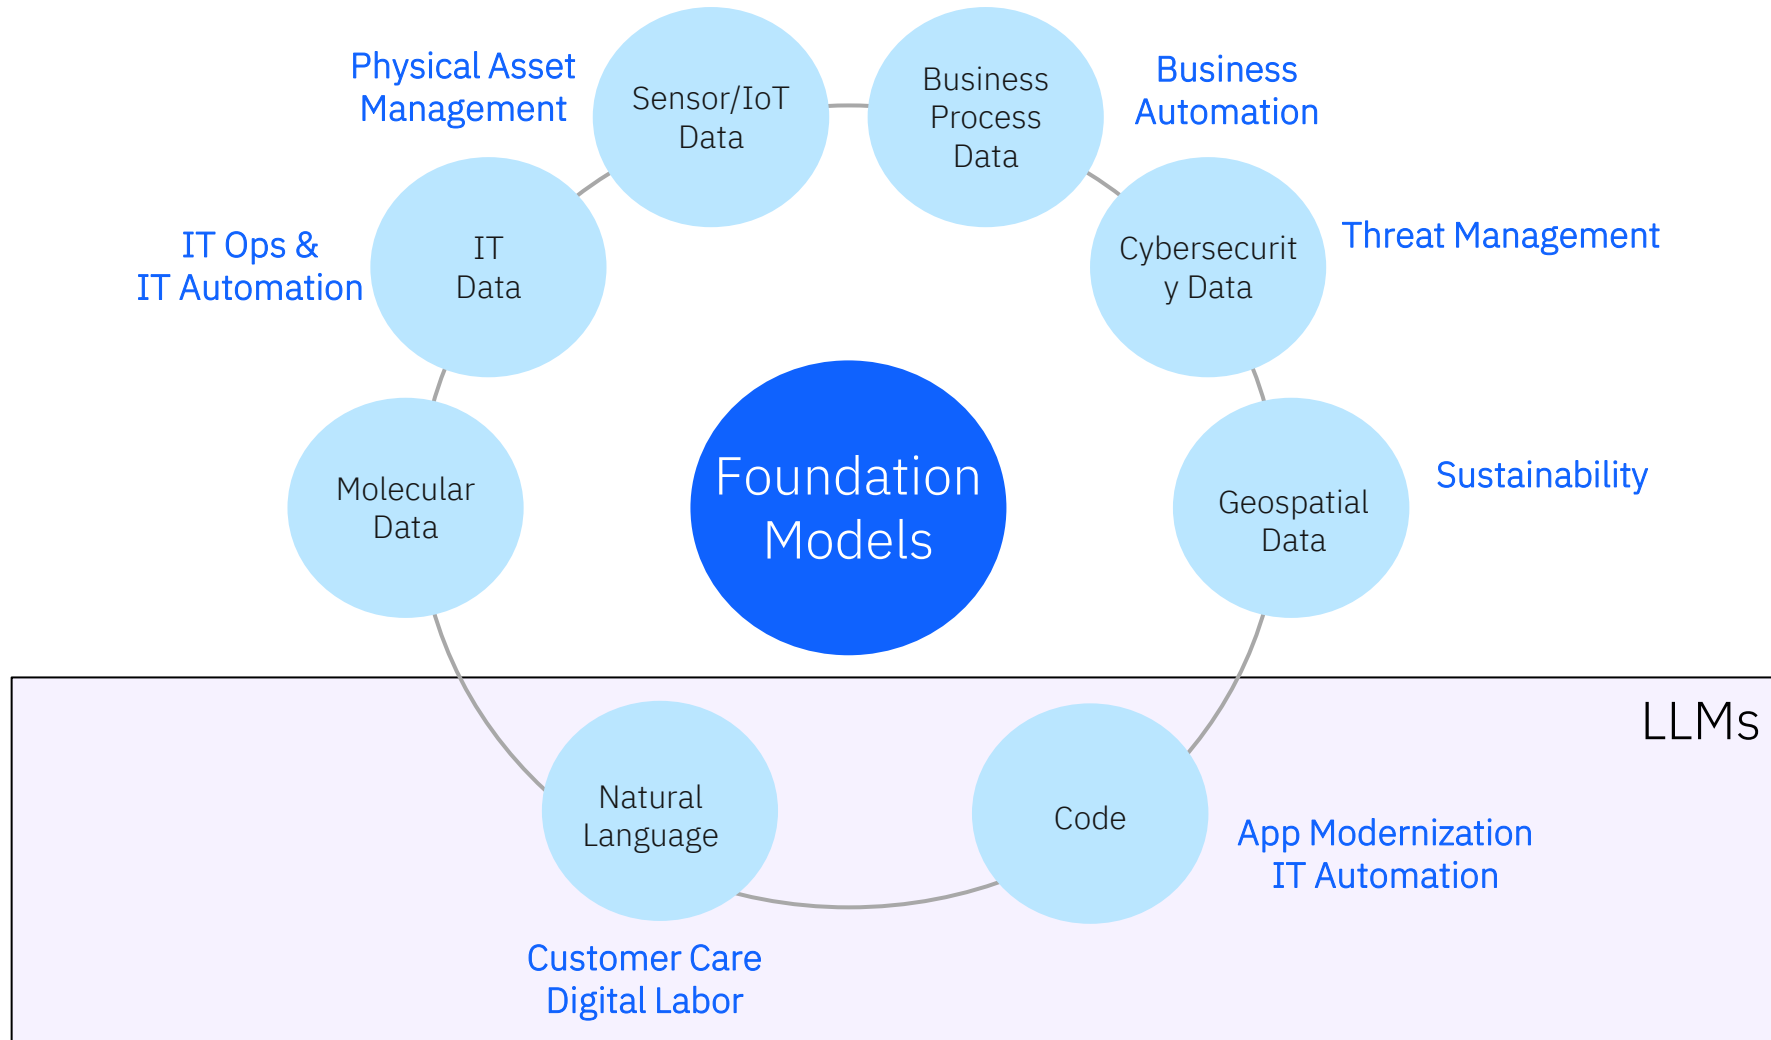 Physical Asset
Management
Sensor/IoT
Data
Business
Process
Data
Business
Automation
IT Ops &
IT Automation
IT
Data
Cybersecurit
y Data
Threat Management
Molecular
Data
Foundation
Models
Geospatial
Data
Sustainability
LLMs
Natural
Language
Code
App Modernization
IT Automation
Customer Care
Digital Labor